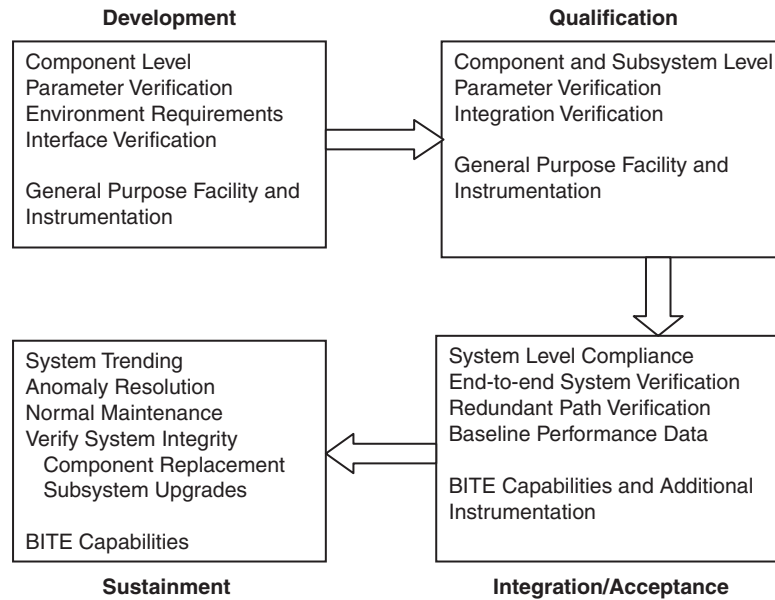 Development
Component Level
Parameter Verification
Environment Requirements
Interface Verification
General Purpose Facility and
Instrumentation
Qualification
Component and Subsystem Level
Parameter Verification
Integration Verification
General Purpose Facility and
Instrumentation
System Level Compliance
End-to-end System Verification
Redundant Path Verification
Baseline Performance Data
BITE Capabilities and Additional
Instrumentation
Integration/Acceptance
System Trending
Anomaly Resolution
Normal Maintenance
Verify System Integrity
Component Replacement
Subsystem Upgrades
BITE Capabilities
Sustainment